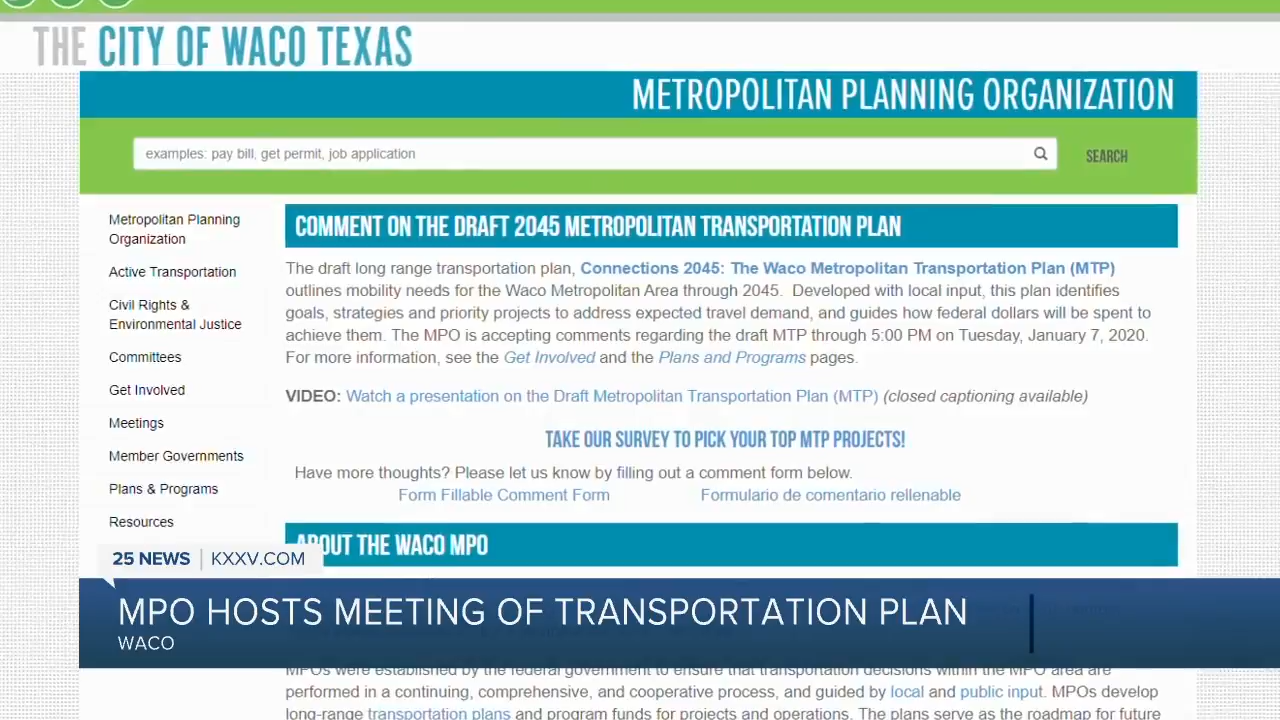 THE CITY OF WACO TEXAS
METROPOLITAN PLANNING ORGANIZATION
examples: pay bill, get permit, job application
SEARCH
Metropolitan Planning
Organization
Active Transportation
Civil Rights &
Environmental Justice
Committees
Get Involved
Meetings
Member Governments
Plans & Programs
Resources
COMMENT ON THE DRAFT 2045 METROPOLITAN TRANSPORTATION PLAN
The draft long range transportation plan, Connections 2045: The Waco Metropolitan Transportation Plan (MTP)
outlines mobility needs for the Waco Metropolitan Area through 2045. Developed with local input, this plan identifies
goals, strategies and priority projects to address expected travel demand, and guides how federal dollars will be spent to
achieve them. The MPO is accepting comments regarding the draft MTP through 5:00 PM on Tuesday, January 7, 2020.
For more information, see the Get Involved and the Plans and Programs pages.
VIDEO: Watch a presentation on the Draft Metropolitan Transportation Plan (MTP) (closed captioning available)
TAKE OUR SURVEY TO PICK YOUR TOP MTP PROJECTS!
Have more thoughts? Please let us know by filling out a comment form below.
Form Fillable Comment Form Formulario de comentario rellenable
ABOUT THE WACO MPO
25 NEWS | KXXV.COM
MPO HOSTS MEETING OF TRANSPORTATION PLAN
WACO
MPOs were established by the federal government to ensure that transportation decisions within the MPO area are
performed in a continuing, comprehensive, and cooperative process, and guided by local and public input. MPOs develop
long-range transportation plans am funds for projects and operations. The plans serve as the roadmap for future